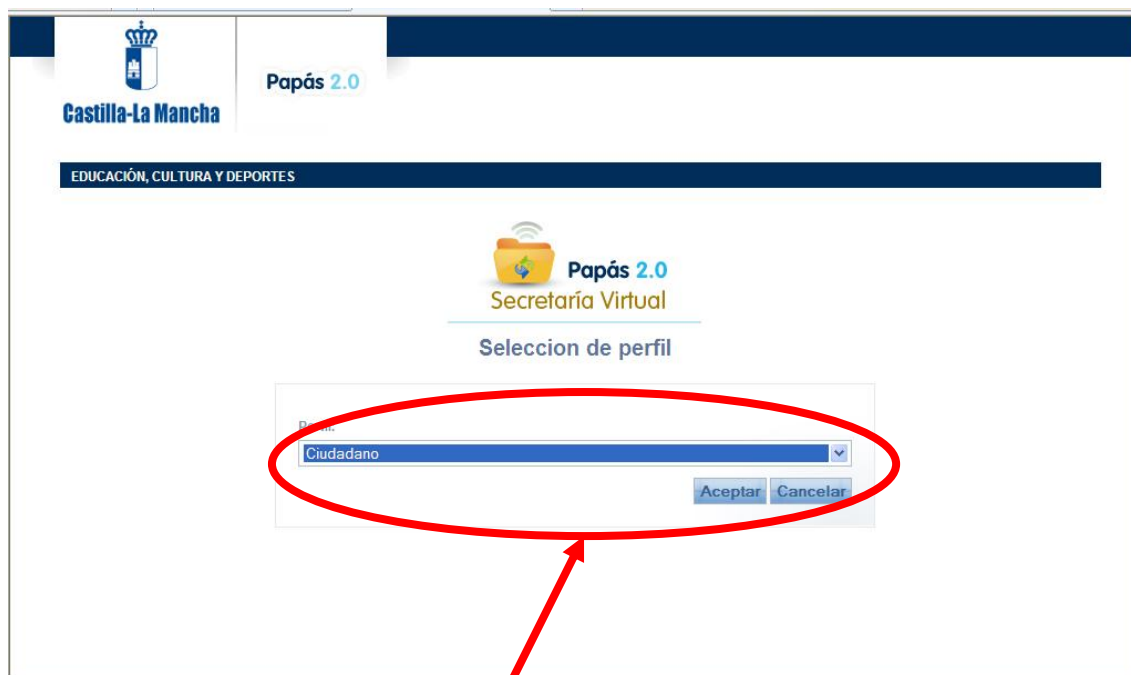 Castilla-La Mancha
Papás 2.0
EDUCACIÓN, CULTURA Y DEPORTES
Papás 2.0
Secretaría Virtual
Seleccion de perfil
Ciudadano
Aceptar Cancelar